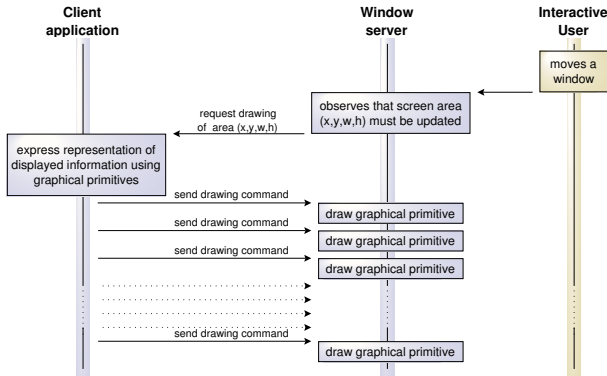 Client
application
Window
server
Interactive
User
moves a
window
observes that screen area
(x,y,w,h) must be updated
request drawing
of area (x,y,w,h)
express representation of
displayed information using
graphical primitives
send drawing command
draw graphical primitive
send drawing command
draw graphical primitive
send drawing command
draw graphical primitive
send drawing command
draw graphical primitive